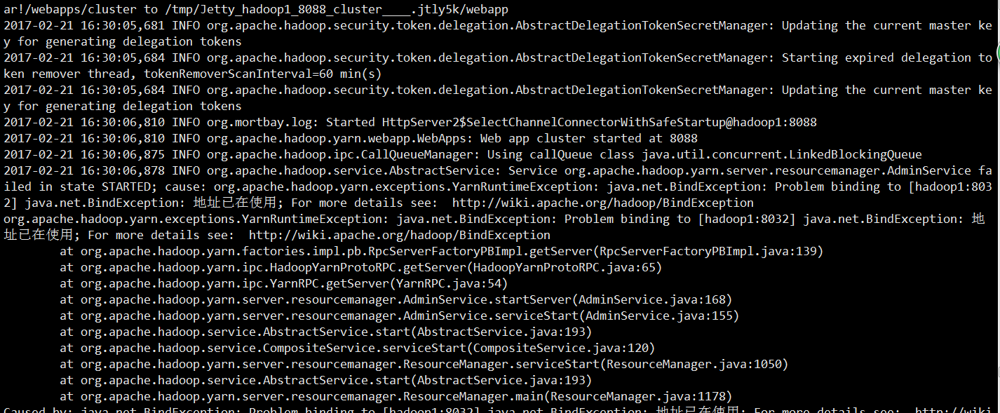 ar!/webapps/cluster to /tmp/Jetty_hadoop1_8088_cluster____.jtly5k/webapp
2017-02-21 16:30:05,681 INFO org.apache.hadoop.security.token.delegation.AbstractDelegationTokenSecretManager: Updating the current master ke
y for generating delegation tokens
2017-02-21 16:30:05,684 INFO org.apache.hadoop.security.token.delegation.AbstractDelegationTokenSecretManager: Starting expired delegation to
ken remover thread, tokenRemoverScanInterval=60 min(s)
2017-02-21 16:30:05,684 INFO org.apache.hadoop.security.token.delegation.AbstractDelegationTokenSecretManager: Updating the current master ke
y for generating delegation tokens
2017-02-21 16:30:06,810 INFO org.mortbay.log: Started HttpServer2$SelectChannelConnectorWithSafeStartup@hadoop1:8088
2017-02-21 16:30:06,810 INFO org.apache.hadoop.yarn.webapp.WebApps: Web app cluster started at 8088
2017-02-21 16:30:06,875 INFO org.apache.hadoop.ipc.CallQueueManager: Using callQueue class java.util.concurrent.LinkedBlockingQueue
2017-02-21 16:30:06,878 INFO org.apache.hadoop.service.AbstractService: Service org.apache.hadoop.yarn.server.resourcemanager.AdminService fa
iled in state STARTED; cause: org.apache.hadoop.yarn.exceptions.YarnRuntimeException: java.net.BindException: Problem binding to [hadoop1:803
2] java.net.BindException: 地址已在使用; For more details see:  http://wiki.apache.org/hadoop/BindException
org.apache.hadoop.yarn.exceptions.YarnRuntimeException: java.net.BindException: Problem binding to [hadoop1:8032] java.net.BindException: 地
址已在使用; For more details see:  http://wiki.apache.org/hadoop/BindException
at org.apache.hadoop.yarn.factories.impl.pb.RpcServerFactoryPBImpl.getServer(RpcServerFactoryPBImpl.java:139)
at org.apache.hadoop.yarn.ipc.HadoopYarnProtoRPC.getServer(HadoopYarnProtoRPC.java:65)
at org.apache.hadoop.yarn.ipc.YarnRPC.getServer(YarnRPC.java:54)
at org.apache.hadoop.yarn.server.resourcemanager.AdminService.startServer(AdminService.java:168)
at org.apache.hadoop.yarn.server.resourcemanager.AdminService.serviceStart(AdminService.java:155)
at org.apache.hadoop.service.AbstractService.start(AbstractService.java:193)
at org.apache.hadoop.service.CompositeService.serviceStart(CompositeService.java:120)
at org.apache.hadoop.yarn.server.resourcemanager.ResourceManager.serviceStart(ResourceManager.java:1050)
at org.apache.hadoop.service.AbstractService.start(AbstractService.java:193)
at org.apache.hadoop.yarn.server.resourcemanager.ResourceManager.main(ResourceManager.java:1178)
Caused by: java.net.BindException: Problem binding to [hadoop1:8032] java.net.BindException: 地址已在使用; For more details see:  http://wiki